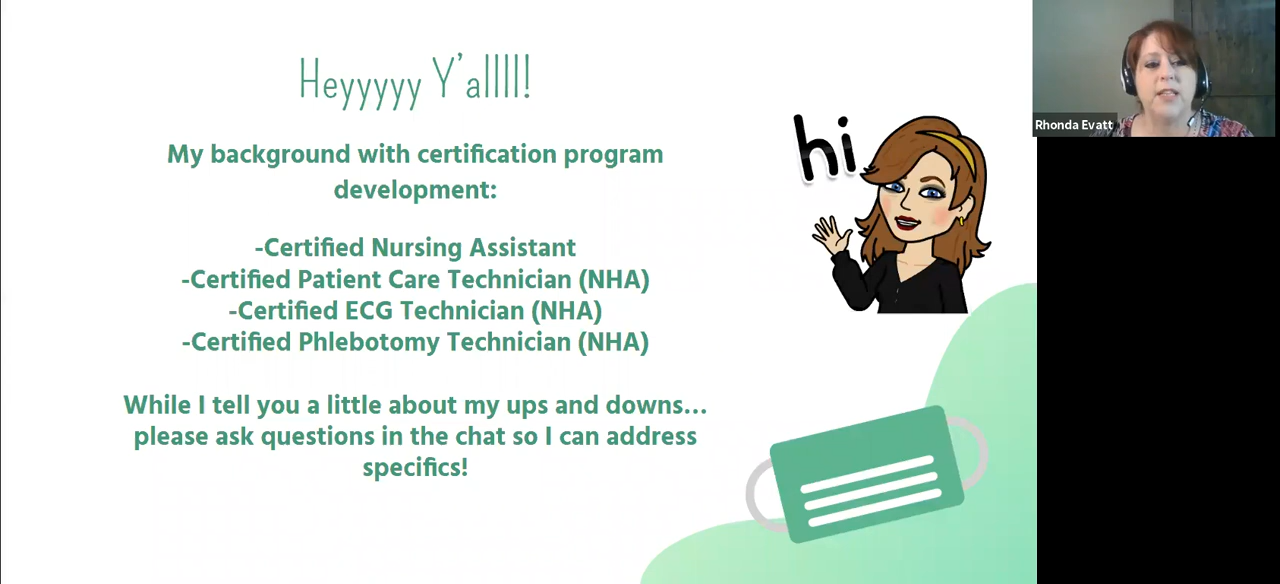 Heyyyyy Y'allll!
My background with certification program
development:
-Certified Nursing Assistant
-Certified Patient Care Technician (NHA)
-Certified ECG Technician (NHA)
-Certified Phlebotomy Technician (NHA)
While I tell you a little about my ups and downs...
please ask questions in the chat so I can address
specifics!
hi
Rhonda Evatt